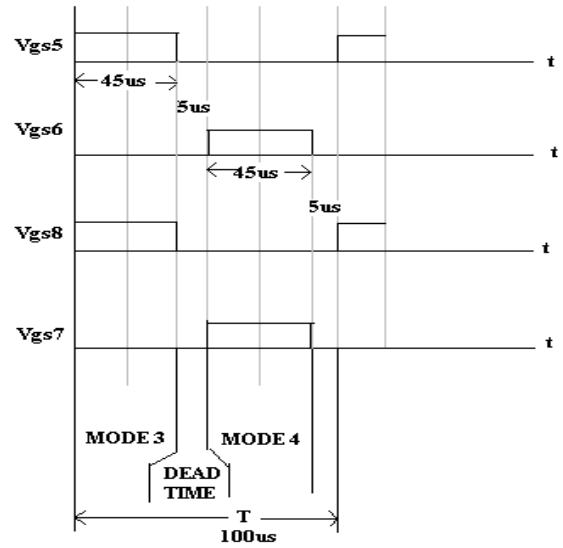 Vgs5
t
45us
5us
Vgs6
t
45us
5us
Vgs8
t
Vgs7
t
MODE 3
MODE 4
DEAD
TIME
T
100us